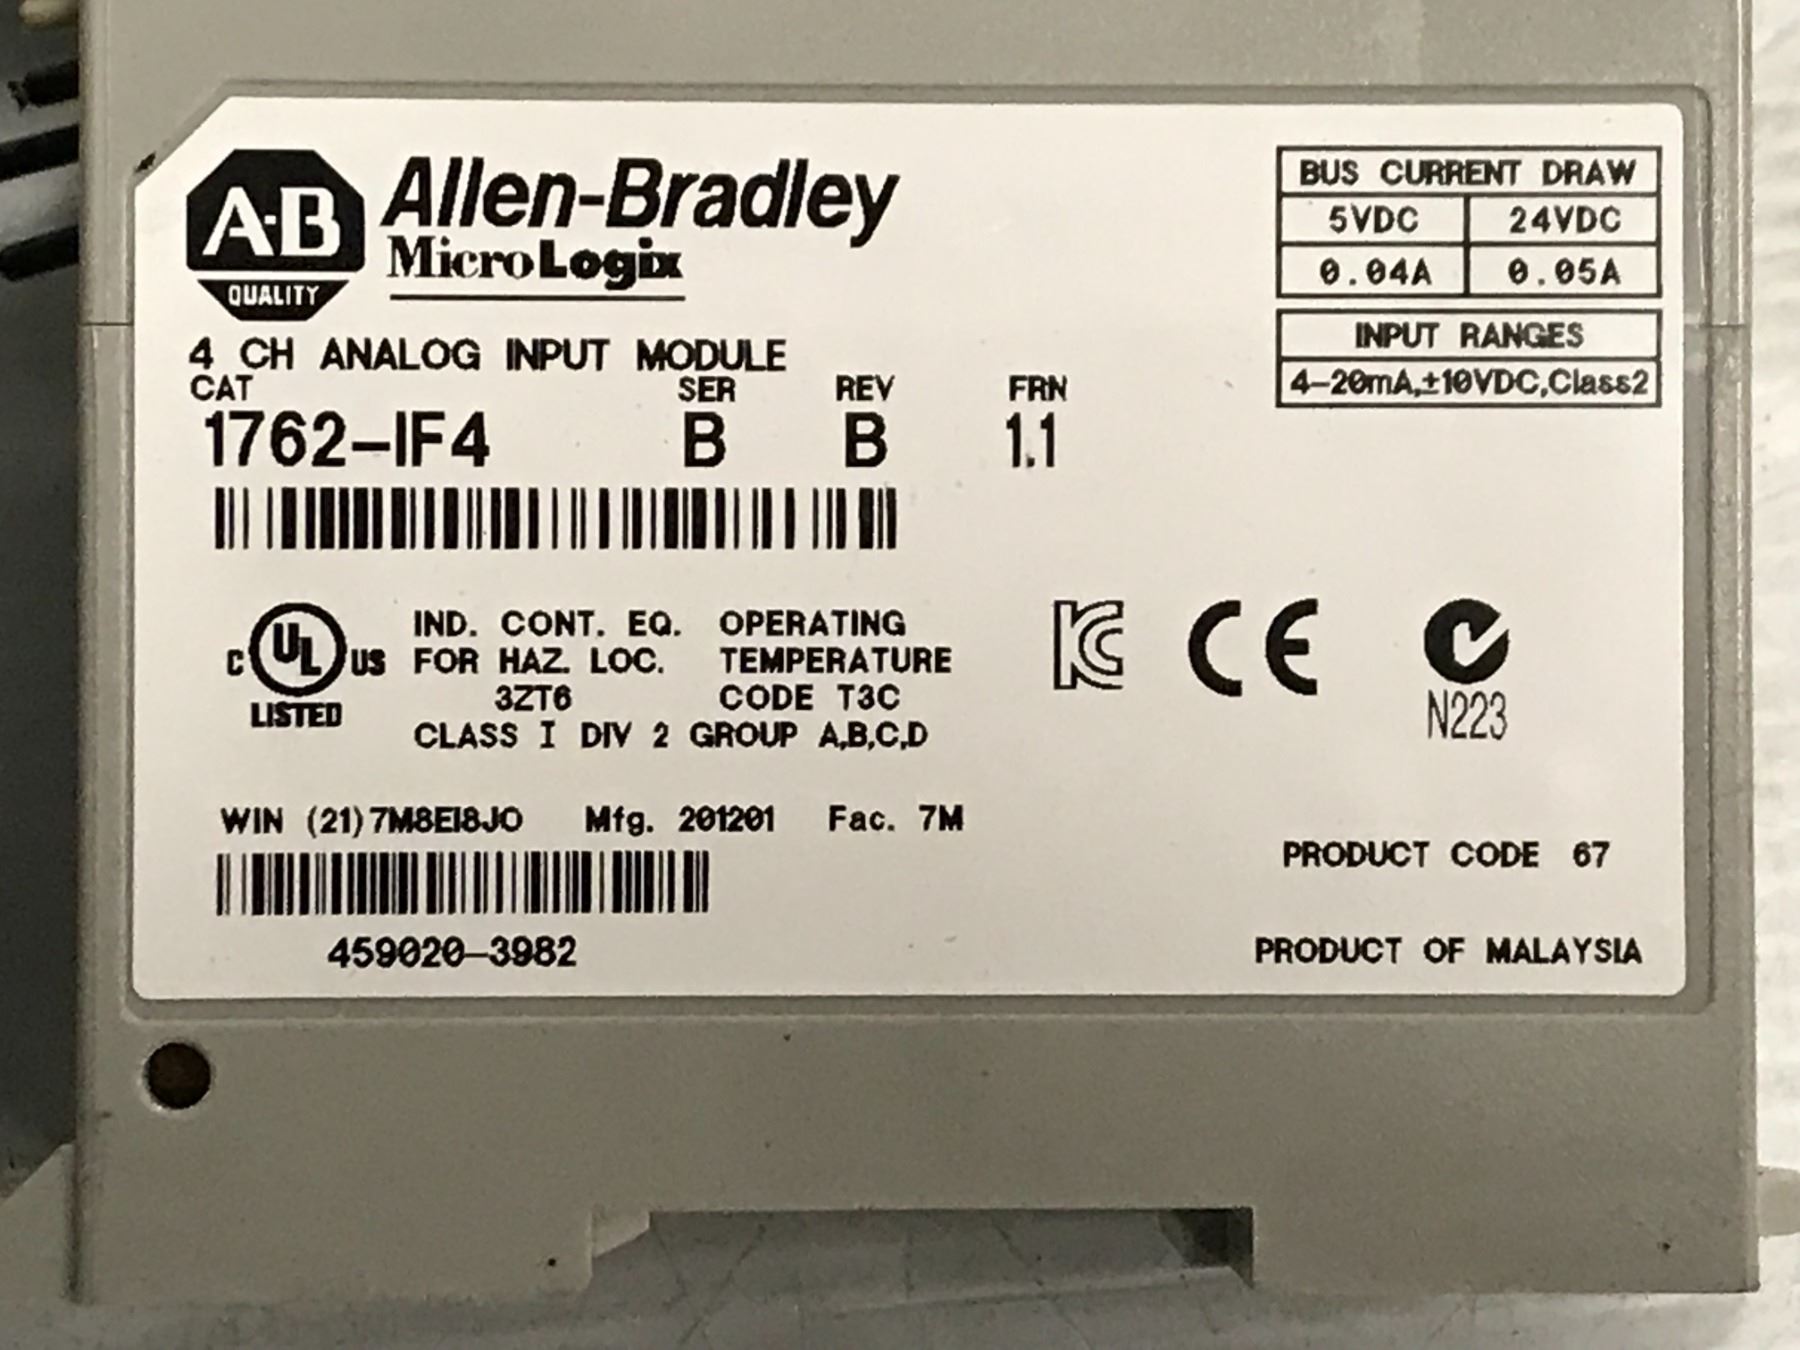 A-B
QUALITY
Allen-Bradley
MicroLogix
4 CH ANALOG INPUT MODULE
CAT SER REV FRN
1762-IF4 B B 1.1
BUS CURRENT DRAW
5VDC 24VDC
0.04A 0.05A
INPUT RANGES
4-20mA,±10VDC,Class2
C UL US
LISTED
IND. CONT. EQ.
FOR HAZ. LOC.
3ZT6
OPERATING
TEMPERATURE
CODE T3C
CLASS I DIV 2 GROUP A,B,C,D
KC CE
N223
WIN (21)7M8EI8JO Mfg. 201201 Fac. 7M
459020-3982
PRODUCT CODE 67
PRODUCT OF MALAYSIA